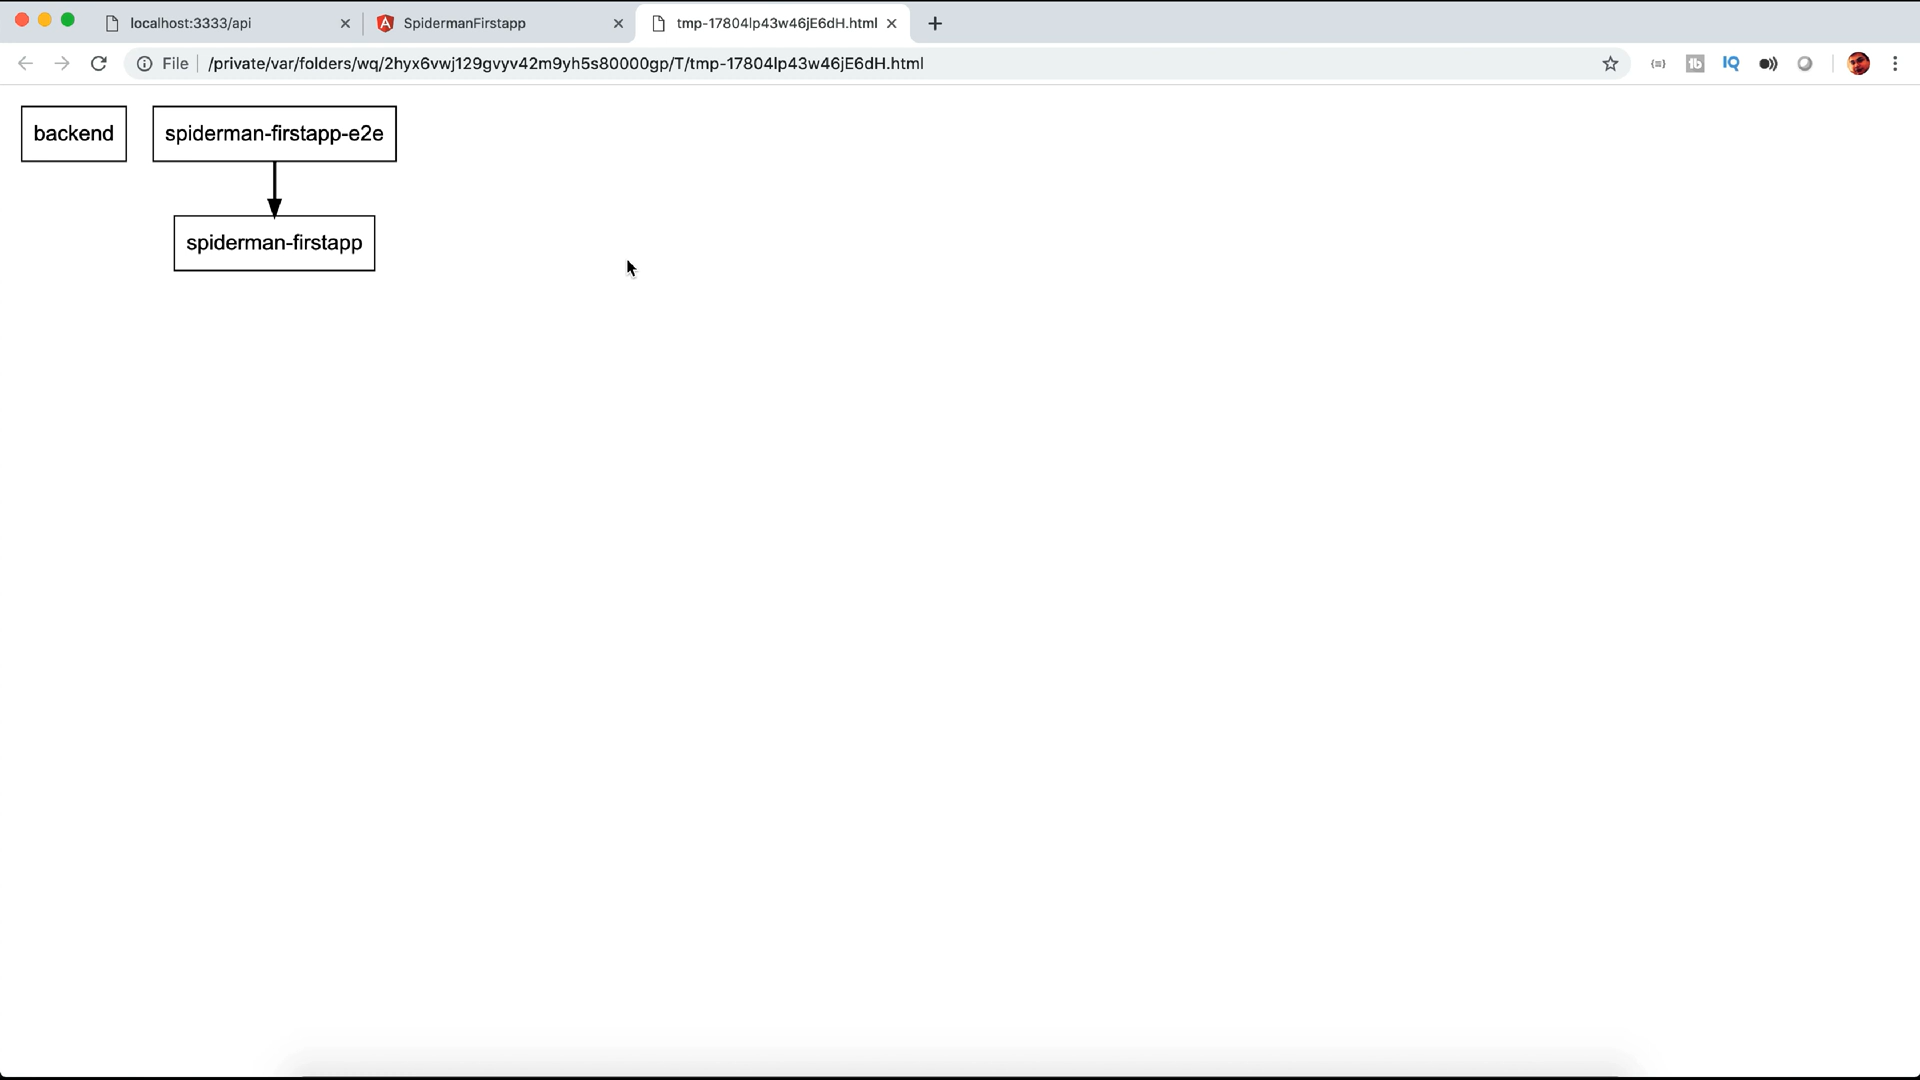 localhost:3333/api
SpidermanFirstapp
tmp-17804lp43w46jE6dH.html
File
/private/var/folders/wq/2hyx6vwj129gvyv42m9yh5s80000gp/T/tmp-17804lp43w46jE6dH.html
tb
IQ
backend
spiderman-firstapp-e2e
spiderman-firstapp